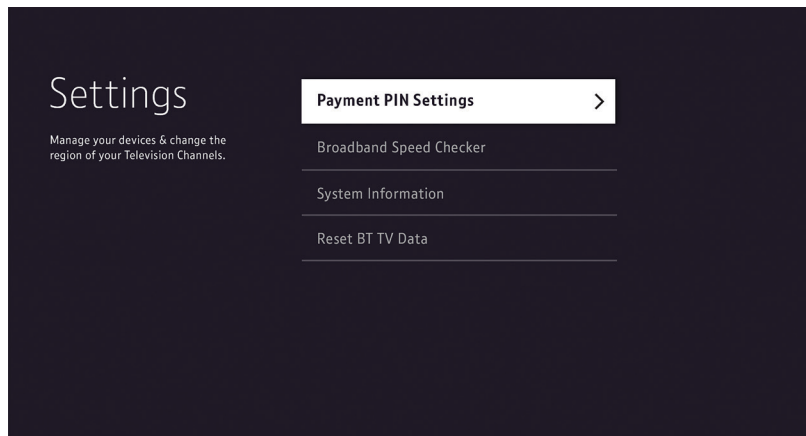 Settings
Manage your devices & change the
region of your Television Channels.
Payment PIN Settings
Broadband Speed Checker
System Information
Reset BT TV Data